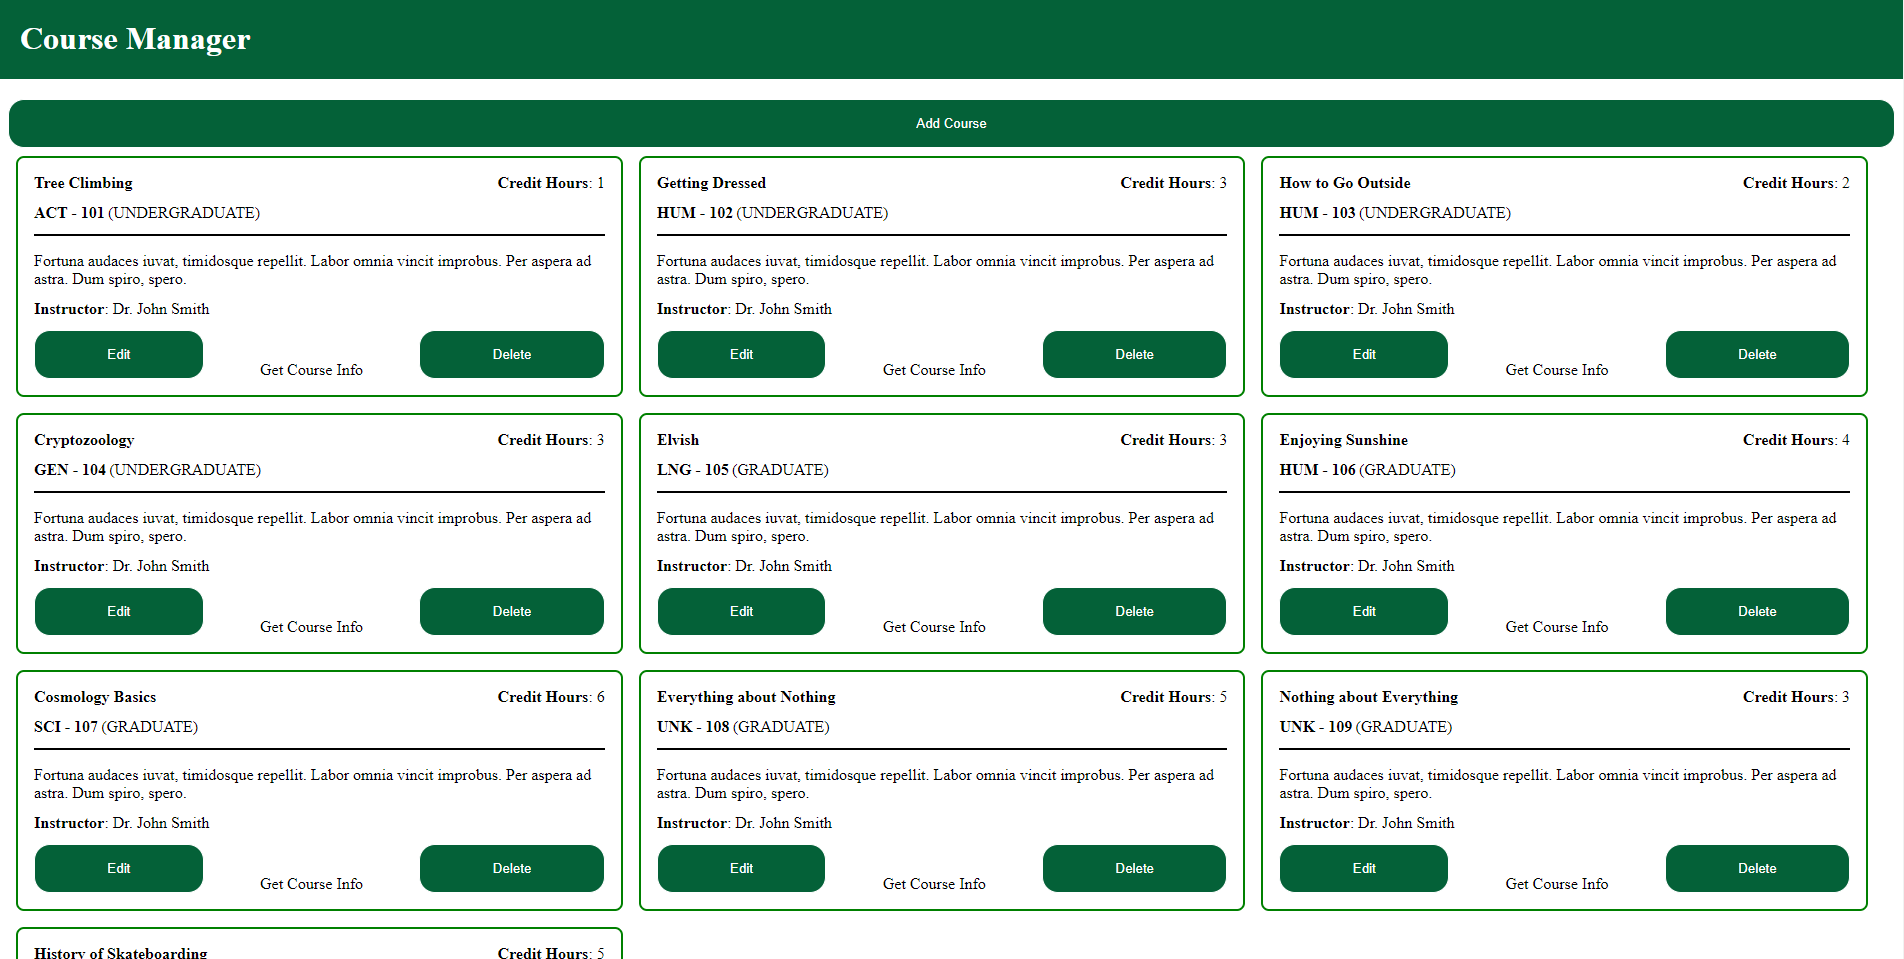 Course Manager
Add Course
Tree Climbing Credit Hours: 1
ACT - 101 (UNDERGRADUATE)
Fortuna audaces iuvat, timidosque repellit. Labor omnia vincit improbus. Per aspera ad
astra. Dum spiro, spero.
Instructor: Dr. John Smith
Edit Get Course Info Delete
Getting Dressed Credit Hours: 3
HUM - 102 (UNDERGRADUATE)
Fortuna audaces iuvat, timidosque repellit. Labor omnia vincit improbus. Per aspera ad
astra. Dum spiro, spero.
Instructor: Dr. John Smith
Edit Get Course Info Delete
How to Go Outside Credit Hours: 2
HUM - 103 (UNDERGRADUATE)
Fortuna audaces iuvat, timidosque repellit. Labor omnia vincit improbus. Per aspera ad
astra. Dum spiro, spero.
Instructor: Dr. John Smith
Edit Get Course Info Delete
Cryptozoology Credit Hours: 3
GEN - 104 (UNDERGRADUATE)
Fortuna audaces iuvat, timidosque repellit. Labor omnia vincit improbus. Per aspera ad
astra. Dum spiro, spero.
Instructor: Dr. John Smith
Edit Get Course Info Delete
Elvish Credit Hours: 3
LNG - 105 (GRADUATE)
Fortuna audaces iuvat, timidosque repellit. Labor omnia vincit improbus. Per aspera ad
astra. Dum spiro, spero.
Instructor: Dr. John Smith
Edit Get Course Info Delete
Enjoying Sunshine Credit Hours: 4
HUM - 106 (GRADUATE)
Fortuna audaces iuvat, timidosque repellit. Labor omnia vincit improbus. Per aspera ad
astra. Dum spiro, spero.
Instructor: Dr. John Smith
Edit Get Course Info Delete
Cosmology Basics Credit Hours: 6
SCI - 107 (GRADUATE)
Fortuna audaces iuvat, timidosque repellit. Labor omnia vincit improbus. Per aspera ad
astra. Dum spiro, spero.
Instructor: Dr. John Smith
Edit Get Course Info Delete
Everything about Nothing Credit Hours: 5
UNK - 108 (GRADUATE)
Fortuna audaces iuvat, timidosque repellit. Labor omnia vincit improbus. Per aspera ad
astra. Dum spiro, spero.
Instructor: Dr. John Smith
Edit Get Course Info Delete
Nothing about Everything Credit Hours: 3
UNK - 109 (GRADUATE)
Fortuna audaces iuvat, timidosque repellit. Labor omnia vincit improbus. Per aspera ad
astra. Dum spiro, spero.
Instructor: Dr. John Smith
Edit Get Course Info Delete
History of Skateboarding Credit Hours: 5